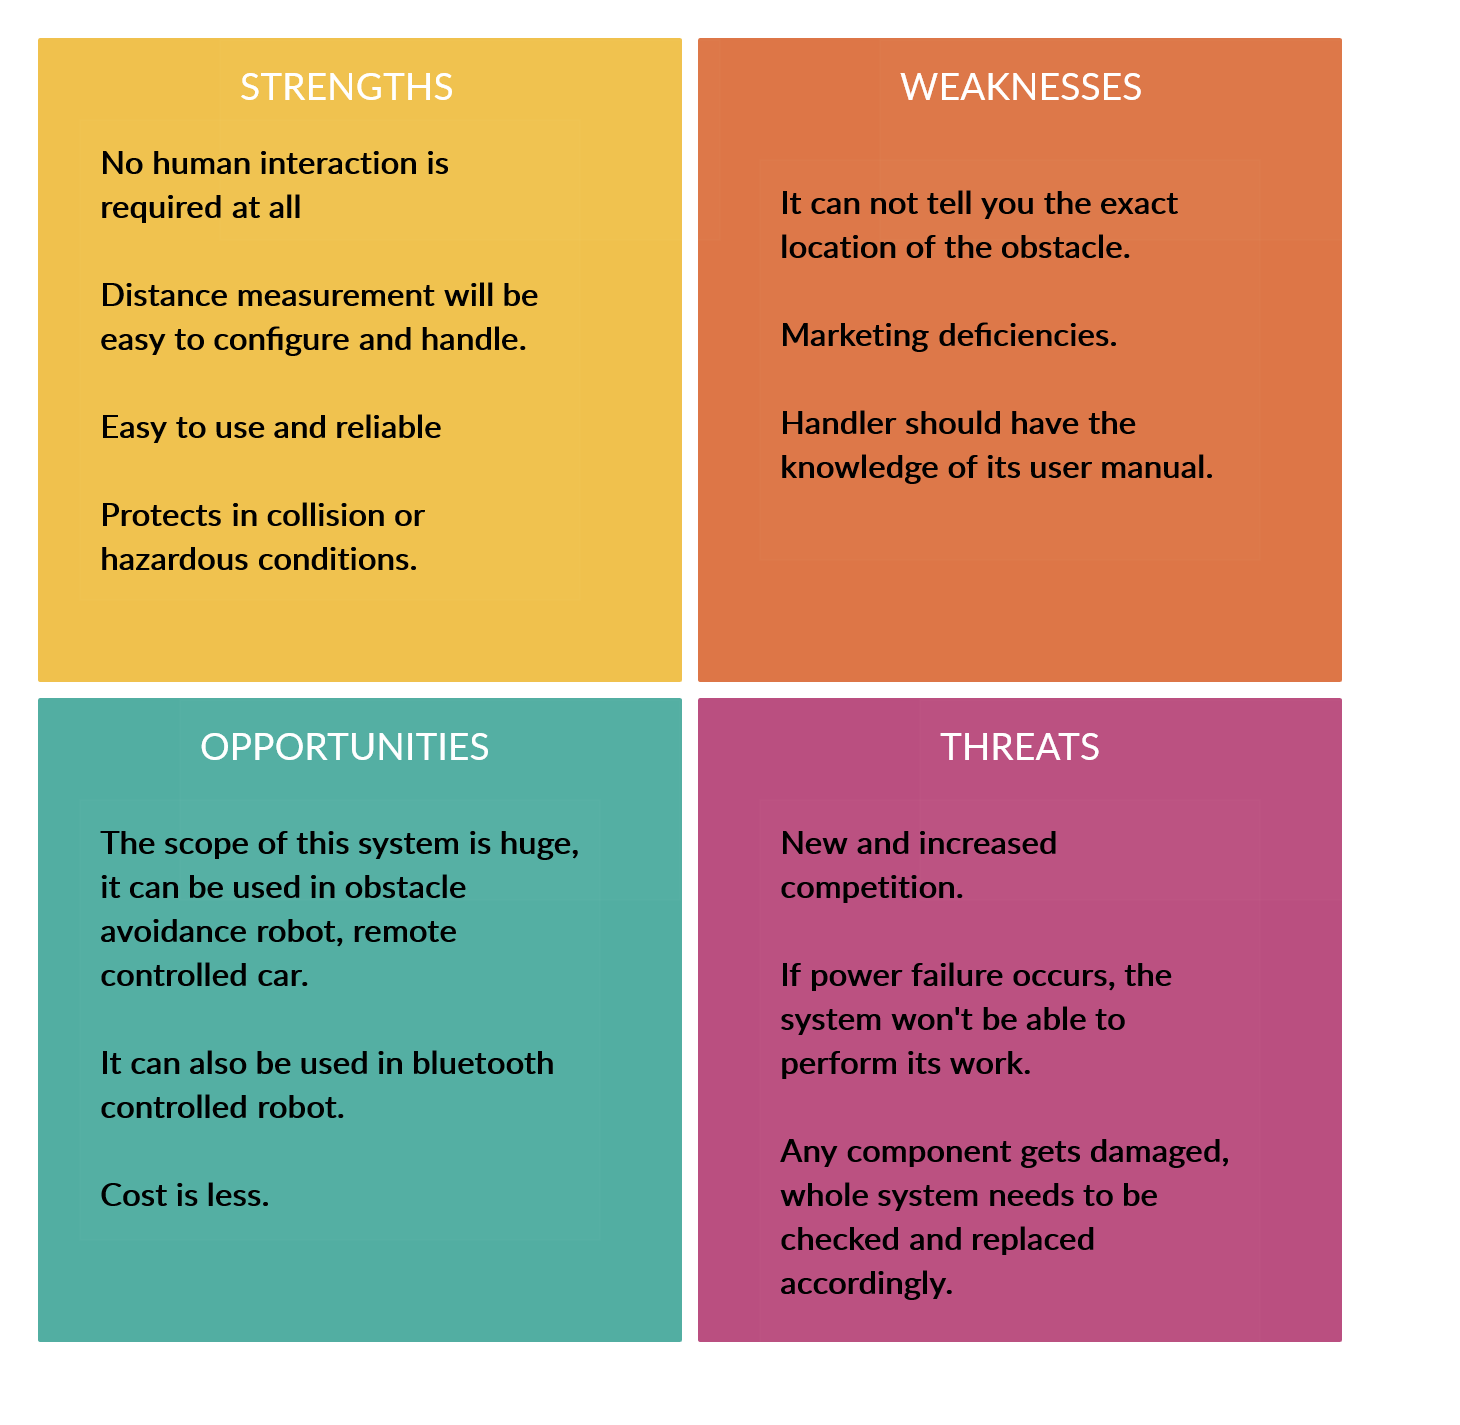 STRENGTHS
No human interaction is
required at all
Distance measurement will be
easy to configure and handle.
Easy to use and reliable
Protects in collision or
hazardous conditions.
WEAKNESSES
It can not tell you the exact
location of the obstacle.
Marketing deficiencies.
Handler should have the
knowledge of its user manual.
OPPORTUNITIES
The scope of this system is huge,
it can be used in obstacle
avoidance robot, remote
controlled car.
It can also be used in bluetooth
controlled robot.
Cost is less.
THREATS
New and increased
competition.
If power failure occurs, the
system won't be able to
perform its work.
Any component gets damaged,
whole system needs to be
checked and replaced
accordingly.